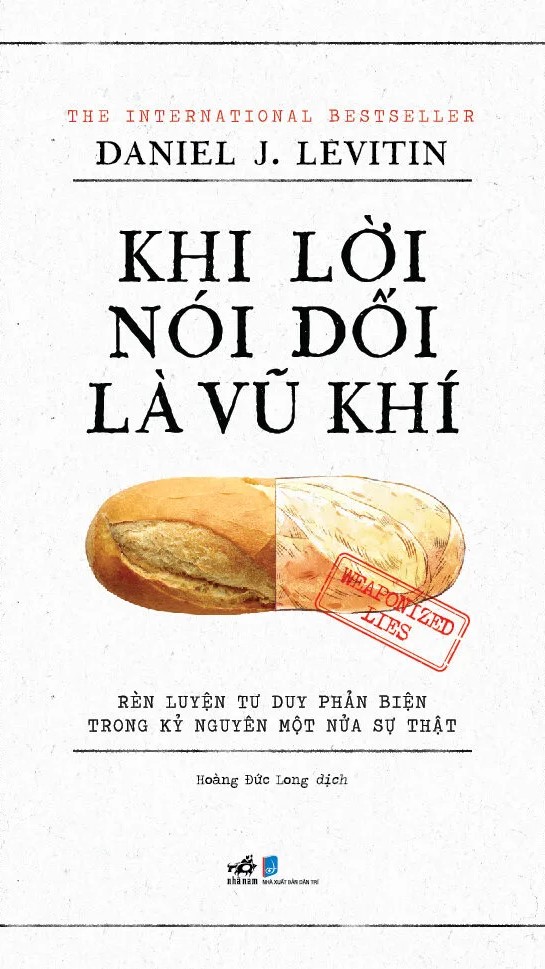 THE INTERNATIONAL BESTSELLER
DANIEL J. LEVITIN
KHI LỜI
NÓI DỐI
LÀ VŨ KHÍ
WEAPONIZED
LIES
RÈN LUYỆN TƯ DUY PHẢN BIỆN
TRONG KỶ NGUYÊN MỘT NỬA SỰ THẬT
Hoàng Đức Long dịch
nhã nam
NHÀ XUẤT BẢN DÂN TRÍ